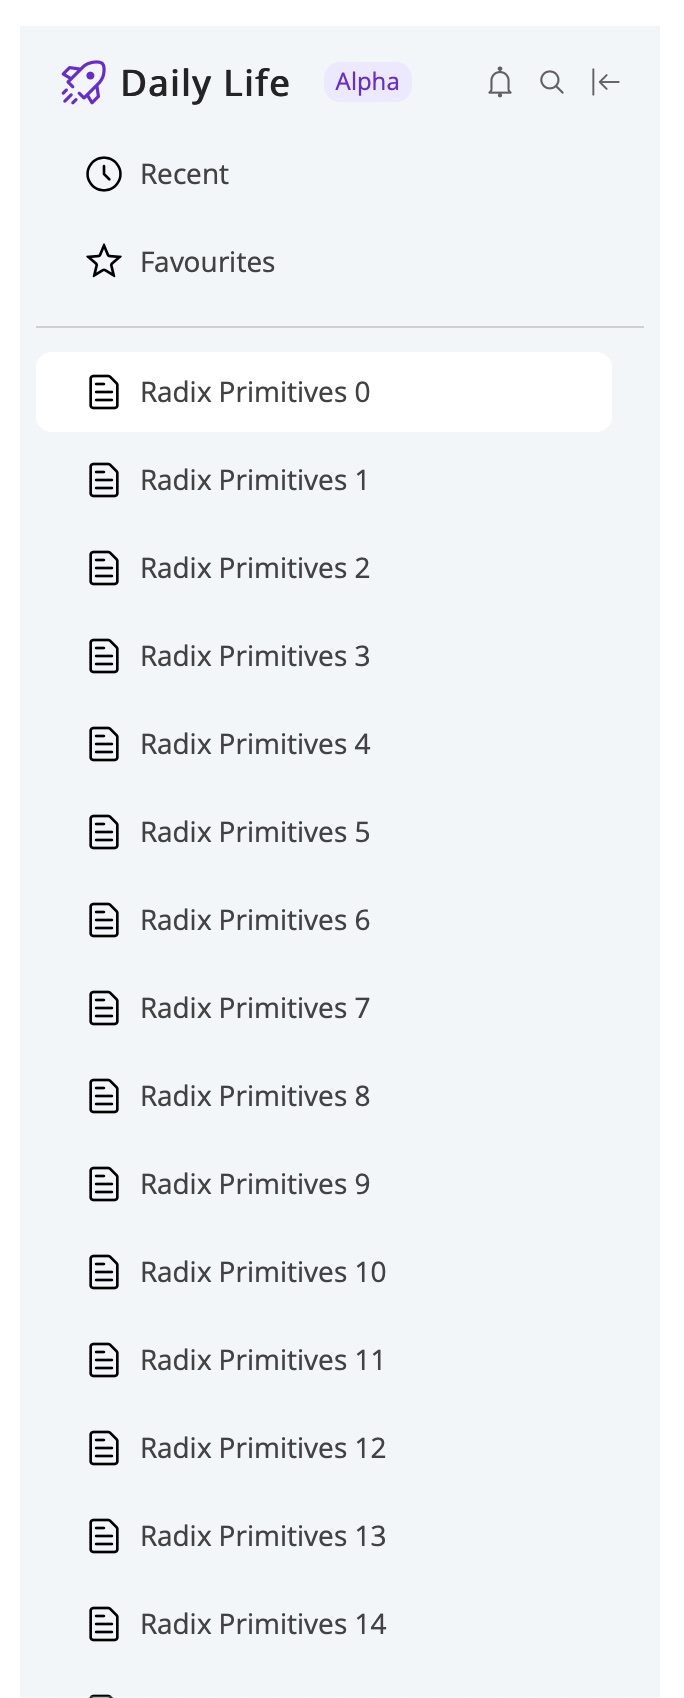 Daily Life Alpha
Recent
Favourites
Radix Primitives 0
Radix Primitives 1
Radix Primitives 2
Radix Primitives 3
Radix Primitives 4
Radix Primitives 5
Radix Primitives 6
Radix Primitives 7
Radix Primitives 8
Radix Primitives 9
Radix Primitives 10
Radix Primitives 11
Radix Primitives 12
Radix Primitives 13
Radix Primitives 14